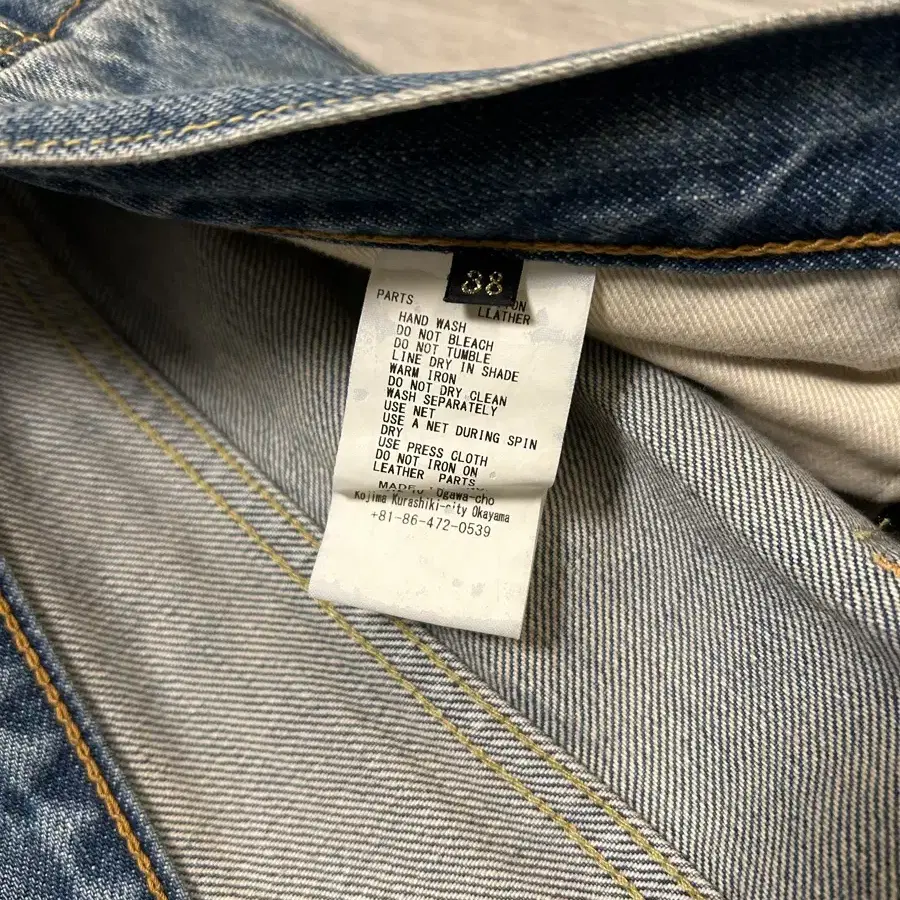 38
PARTS
LEATHER
HAND WASH
DO NOT BLEACH
DO NOT TUMBLE
LINE DRY IN SHADE
WARM IRON
DO NOT DRY CLEAN
WASH SEPARATELY
USE NET
USE A NET DURING SPIN
DRY
USE PRESS CLOTH
DO NOT IRON ON
LEATHER PARTS
MADE
Ogawa-cho
Kojima Kurashiki-city Okayama
+81-86-472-0539